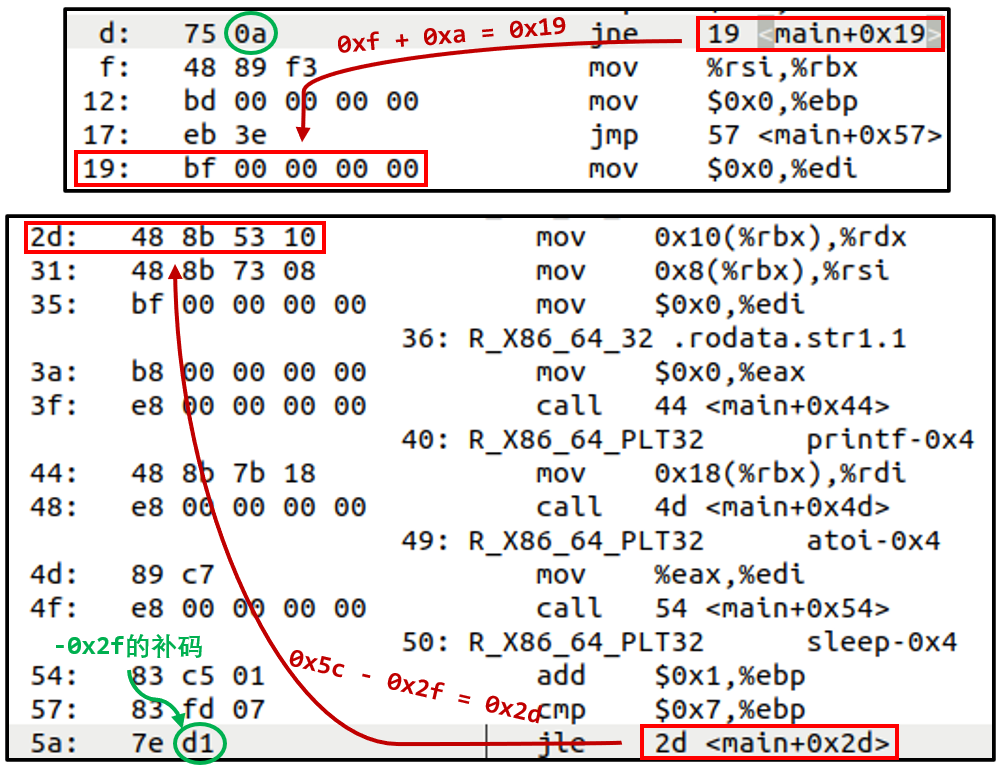 d: 75 0a jne 19 <main+0x19>
0xf + 0xa = 0x19
f: 48 89 f3 mov %rsi,%rbx
12: bd 00 00 00 00 mov $0x0,%ebp
17: eb 3e jmp 57 <main+0x57>
19: bf 00 00 00 00 mov $0x0,%edi
2d: 48 8b 53 10 mov 0x10(%rbx),%rdx
31: 48 8b 73 08 mov 0x8(%rbx),%rsi
35: bf 00 00 00 00 mov $0x0,%edi
36: R_X86_64_32 .rodata.str1.1
3a: b8 00 00 00 00 mov $0x0,%eax
3f: e8 00 00 00 00 call 44 <main+0x44>
40: R_X86_64_PLT32 printf-0x4
44: 48 8b 7b 18 mov 0x18(%rbx),%rdi
48: e8 00 00 00 00 call 4d <main+0x4d>
49: R_X86_64_PLT32 atoi-0x4
4d: 89 c7 mov %eax,%edi
4f: e8 00 00 00 00 call 54 <main+0x54>
50: R_X86_64_PLT32 sleep-0x4
-0x2f的补码
0x5c - 0x2f = 0x2d
54: 83 c5 01 add $0x1,%ebp
57: 83 fd 07 cmp $0x7,%ebp
5a: 7e d1 jle 2d <main+0x2d>